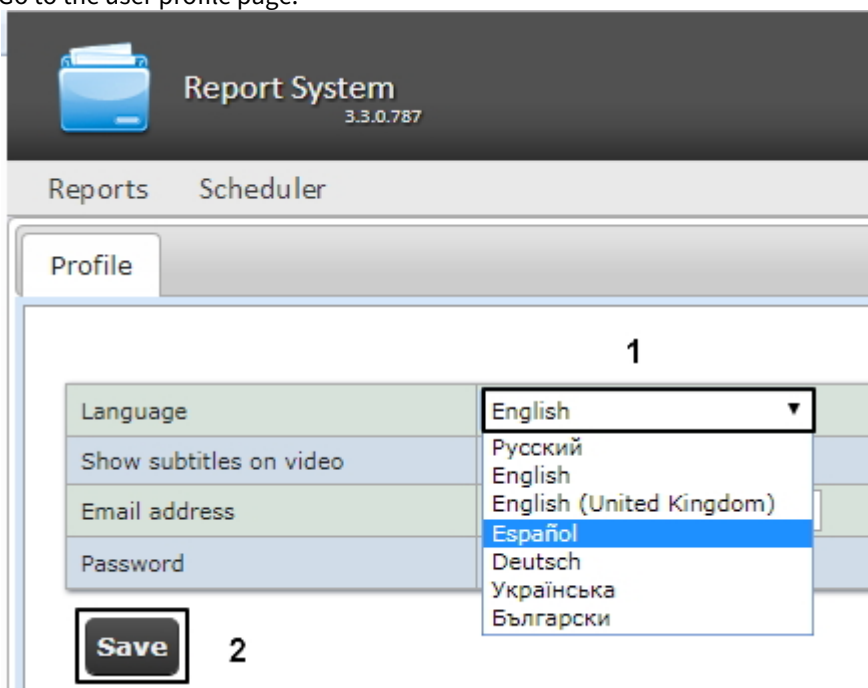 Go to the user profile page.
Report System
3.3.0.787
Reports Scheduler
Profile
1
Language English ▼
Русский
Show subtitles on video
English
Email address
English (United Kingdom)
Español
Password
Deutsch
Українська
Български
Save 2